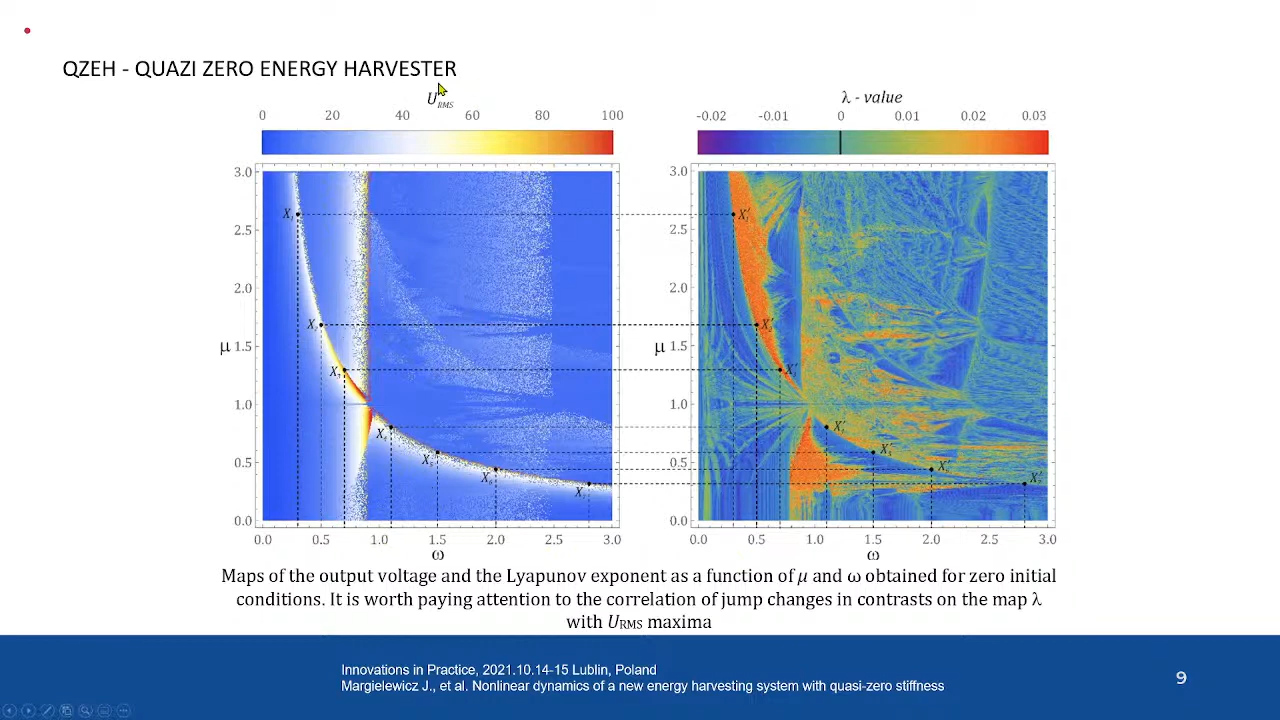 QZEH - QUAZI ZERO ENERGY HARVESTER
U_RMS
0 20 40 60 80 100
λ - value
-0.02 -0.01 0 0.01 0.02 0.03
3.0
2.5
2.0
μ 1.5
1.0
0.5
0.0
0.0 0.5 1.0 1.5 2.0 2.5 3.0
ω
X₁
X₃
X₄
X₅
X₆
3.0
2.5
2.0
μ 1.5
1.0
0.5
0.0
0.0 0.5 1.0 1.5 2.0 2.5 3.0
ω
Maps of the output voltage and the Lyapunov exponent as a function of μ and ω obtained for zero initial
conditions. It is worth paying attention to the correlation of jump changes in contrasts on the map λ
with URMS maxima
Innovations in Practice, 2021.10.14-15 Lublin, Poland
Margielewicz J., et al. Nonlinear dynamics of a new energy harvesting system with quasi-zero stiffness
9